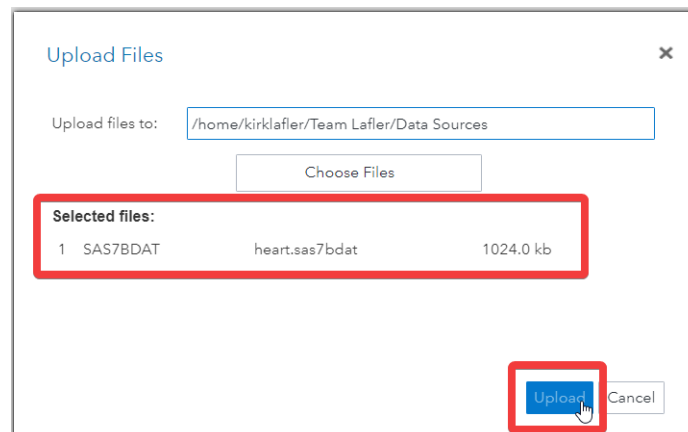 Upload Files
Upload files to: /home/kirklafler/Team Lafler/Data Sources
Choose Files
Selected files:
1 SAS7BDAT heart.sas7bdat 1024.0 kb
Upload Cancel